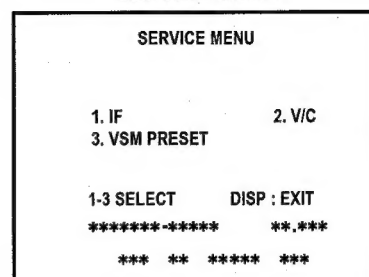 SERVICE MENU
1. IF 2. V/C
3. VSM PRESET
1-3 SELECT DISP : EXIT
*******-***** **.***
*** ** ***** ***